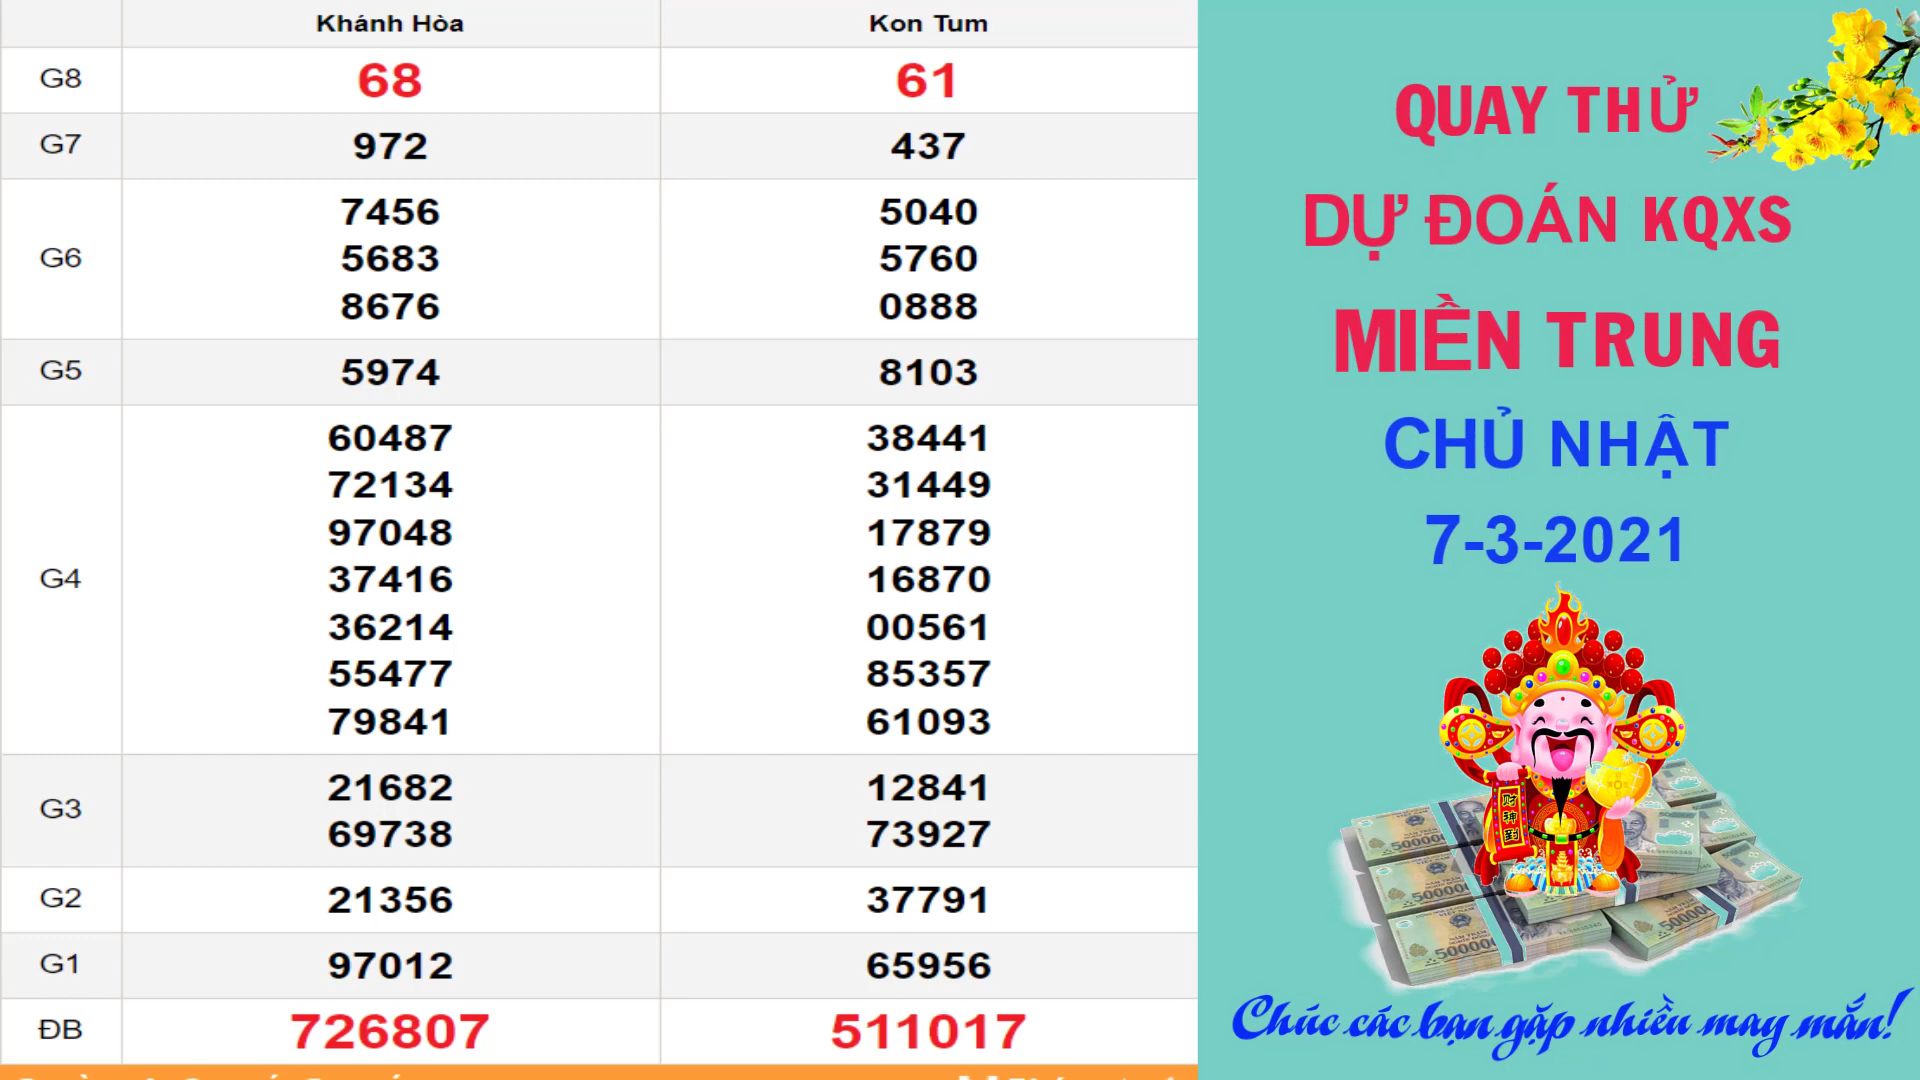 Khánh Hòa Kon Tum
G8 68 61
G7 972 437
G6 7456 5040
5683 5760
8676 0888
G5 5974 8103
G4 60487 38441
72134 31449
97048 17879
37416 16870
36214 00561
55477 85357
79841 61093
G3 21682 12841
69738 73927
G2 21356 37791
G1 97012 65956
ĐB 726807 511017
QUAY THỬ
DỰ ĐOÁN KQXS
MIỀN TRUNG
CHỦ NHẬT
7-3-2021
财神到
Chúc các bạn gặp nhiều may mắn!